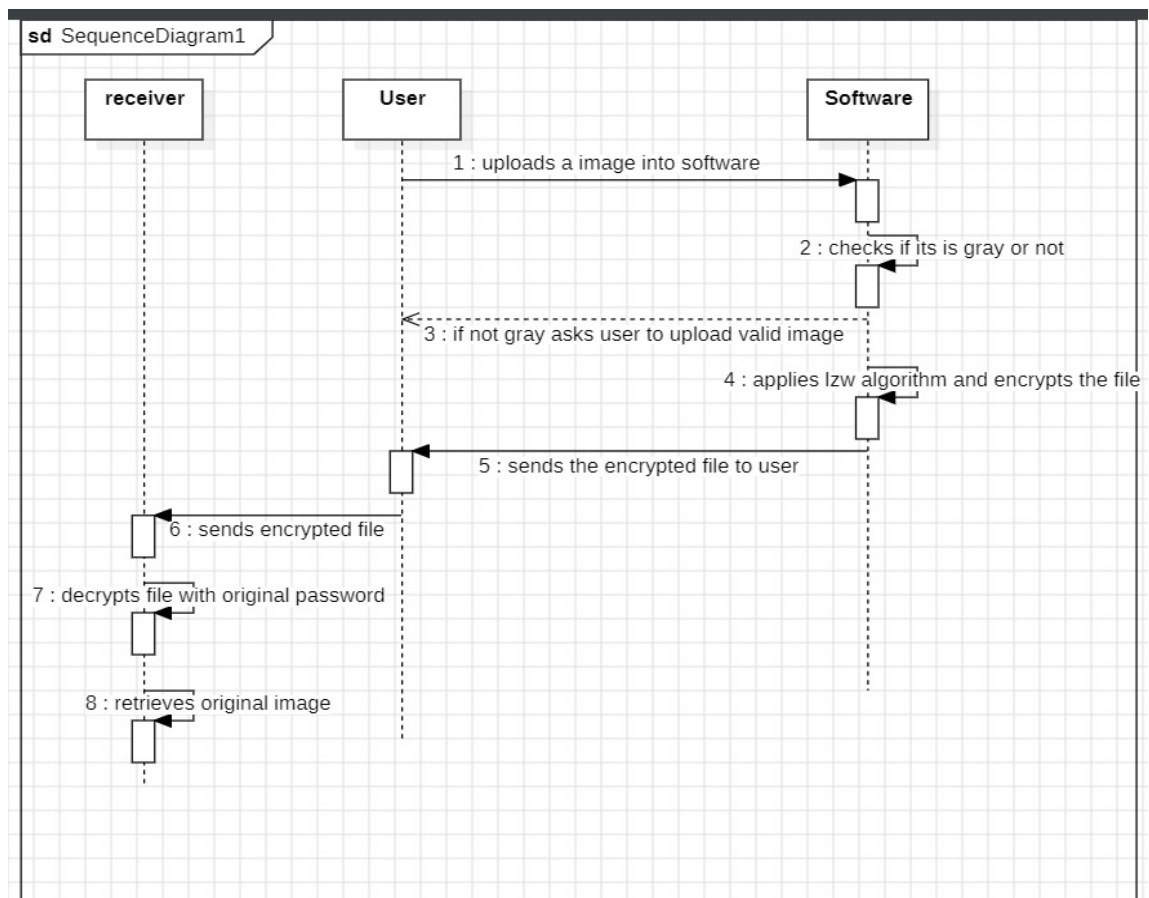 sd SequenceDiagram1
receiver
User
Software
1 : uploads a image into software
2 : checks if its is gray or not
3 : if not gray asks user to upload valid image
4 : applies lzw algorithm and encrypts the file
5 : sends the encrypted file to user
6 : sends encrypted file
7 : decrypts file with original password
8 : retrieves original image